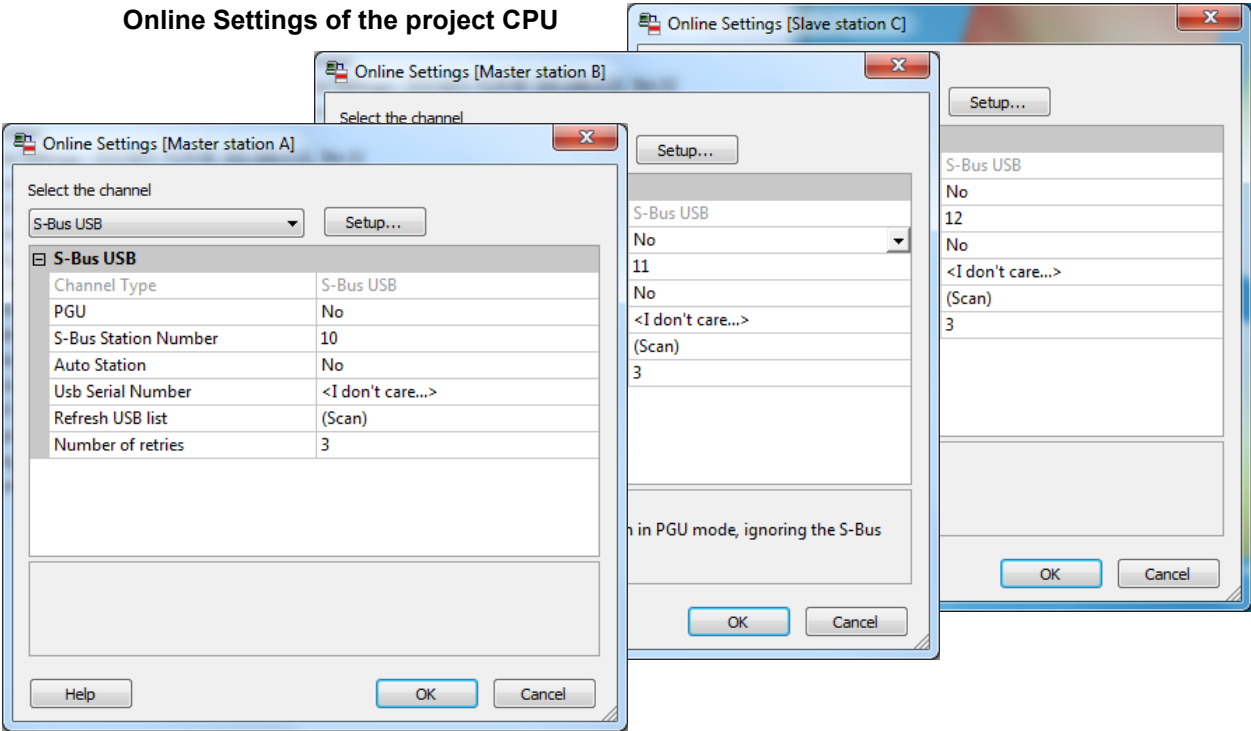 Online Settings of the project CPU
Online Settings [Slave station C]
Setup...
S-Bus USB
No
12
No
<I don't care...>
(Scan)
3
OK Cancel
Online Settings [Master station B]
Select the channel
Setup...
S-Bus USB
No
11
No
<I don't care...>
(Scan)
3
in PGU mode, ignoring the S-Bus
OK Cancel
Online Settings [Master station A]
Select the channel
S-Bus USB Setup...
S-Bus USB
Channel Type S-Bus USB
PGU No
S-Bus Station Number 10
Auto Station No
Usb Serial Number <I don't care...>
Refresh USB list (Scan)
Number of retries 3
Help OK Cancel